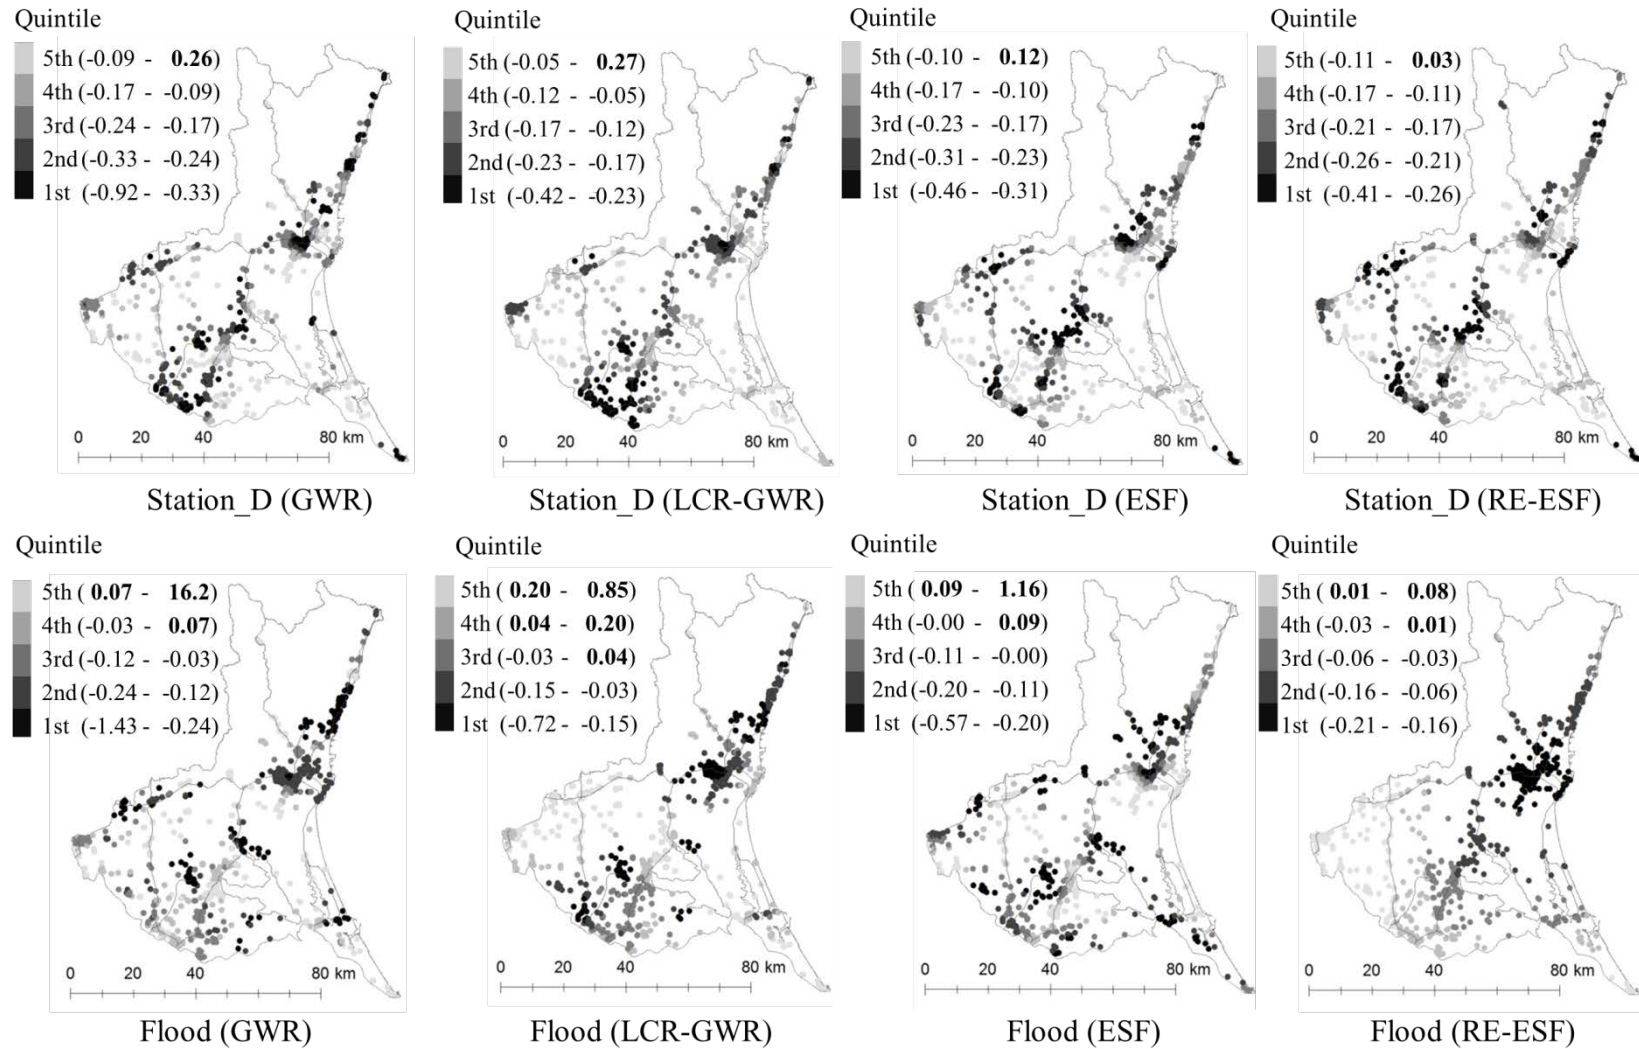 Quintile
5th (-0.09 - 0.26)
4th (-0.17 - -0.09)
3rd (-0.24 - -0.17)
2nd (-0.33 - -0.24)
1st (-0.92 - -0.33)
0 20 40 80 km
Station_D (GWR)
Quintile
5th (-0.05 - 0.27)
4th (-0.12 - -0.05)
3rd (-0.17 - -0.12)
2nd (-0.23 - -0.17)
1st (-0.42 - -0.23)
0 20 40 80 km
Station_D (LCR-GWR)
Quintile
5th (-0.10 - 0.12)
4th (-0.17 - -0.10)
3rd (-0.23 - -0.17)
2nd (-0.31 - -0.23)
1st (-0.46 - -0.31)
0 20 40 80 km
Station_D (ESF)
Quintile
5th (-0.11 - 0.03)
4th (-0.17 - -0.11)
3rd (-0.21 - -0.17)
2nd (-0.26 - -0.21)
1st (-0.41 - -0.26)
0 20 40 80 km
Station_D (RE-ESF)
Quintile
5th ( 0.07 - 16.2)
4th (-0.03 - 0.07)
3rd (-0.12 - -0.03)
2nd (-0.24 - -0.12)
1st (-1.43 - -0.24)
0 20 40 80 km
Flood (GWR)
Quintile
5th ( 0.20 - 0.85)
4th ( 0.04 - 0.20)
3rd (-0.03 - 0.04)
2nd (-0.15 - -0.03)
1st (-0.72 - -0.15)
0 20 40 80 km
Flood (LCR-GWR)
Quintile
5th ( 0.09 - 1.16)
4th (-0.00 - 0.09)
3rd (-0.11 - -0.00)
2nd (-0.20 - -0.11)
1st (-0.57 - -0.20)
0 20 40 80 km
Flood (ESF)
Quintile
5th ( 0.01 - 0.08)
4th (-0.03 - 0.01)
3rd (-0.06 - -0.03)
2nd (-0.16 - -0.06)
1st (-0.21 - -0.16)
0 20 40 80 km
Flood (RE-ESF)